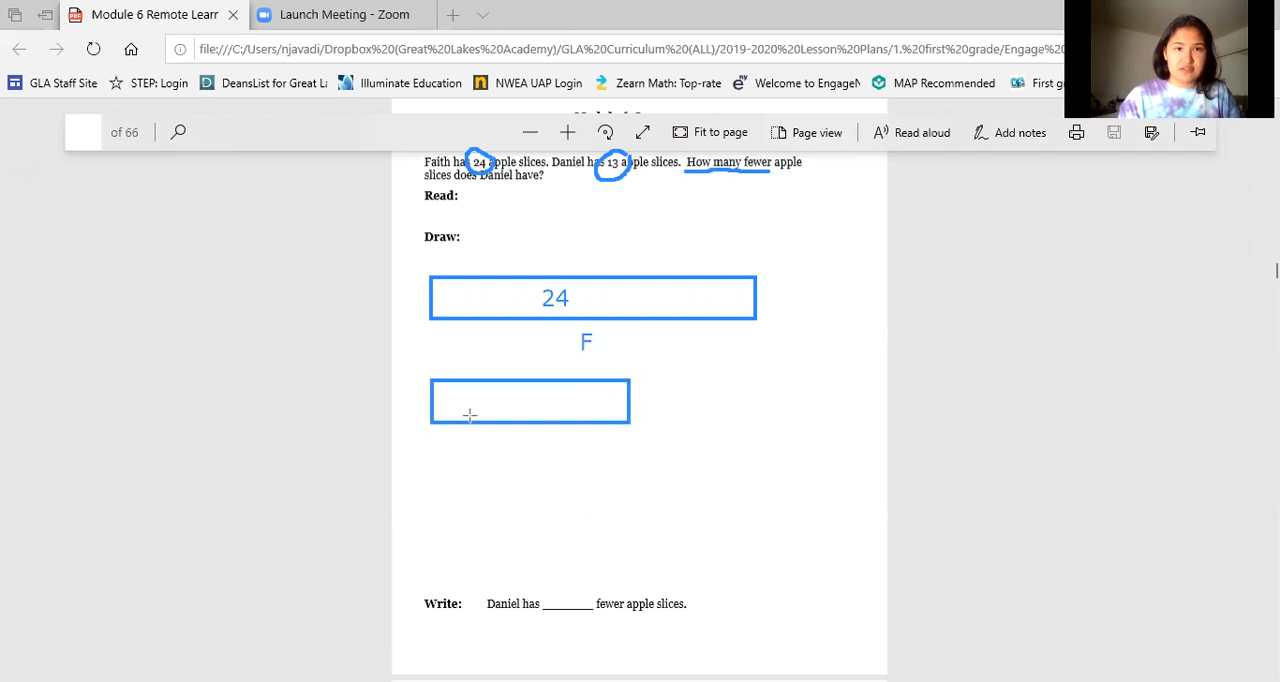 Module 6 Remote Learn
Launch Meeting - Zoom
file:///C:/Users/njavadi/Dropbox%20(Great%20Lakes%20Academy)/GLA%20Curriculum%20(ALL)/2019-2020%20Lesson%20Plans/1.%20first%20grade/Engage%
GLA Staff Site
STEP: Login
DeansList for Great L
Illuminate Education
NWEA UAP Login
Zearn Math: Top-rate
Welcome to EngageN
MAP Recommended
First gr
of 66
Fit to page
Page view
Read aloud
Add notes
Faith has 24 apple slices. Daniel has 13 apple slices. How many fewer apple
slices does Daniel have?
Read:
Draw:
24
F
Write: Daniel has ________ fewer apple slices.